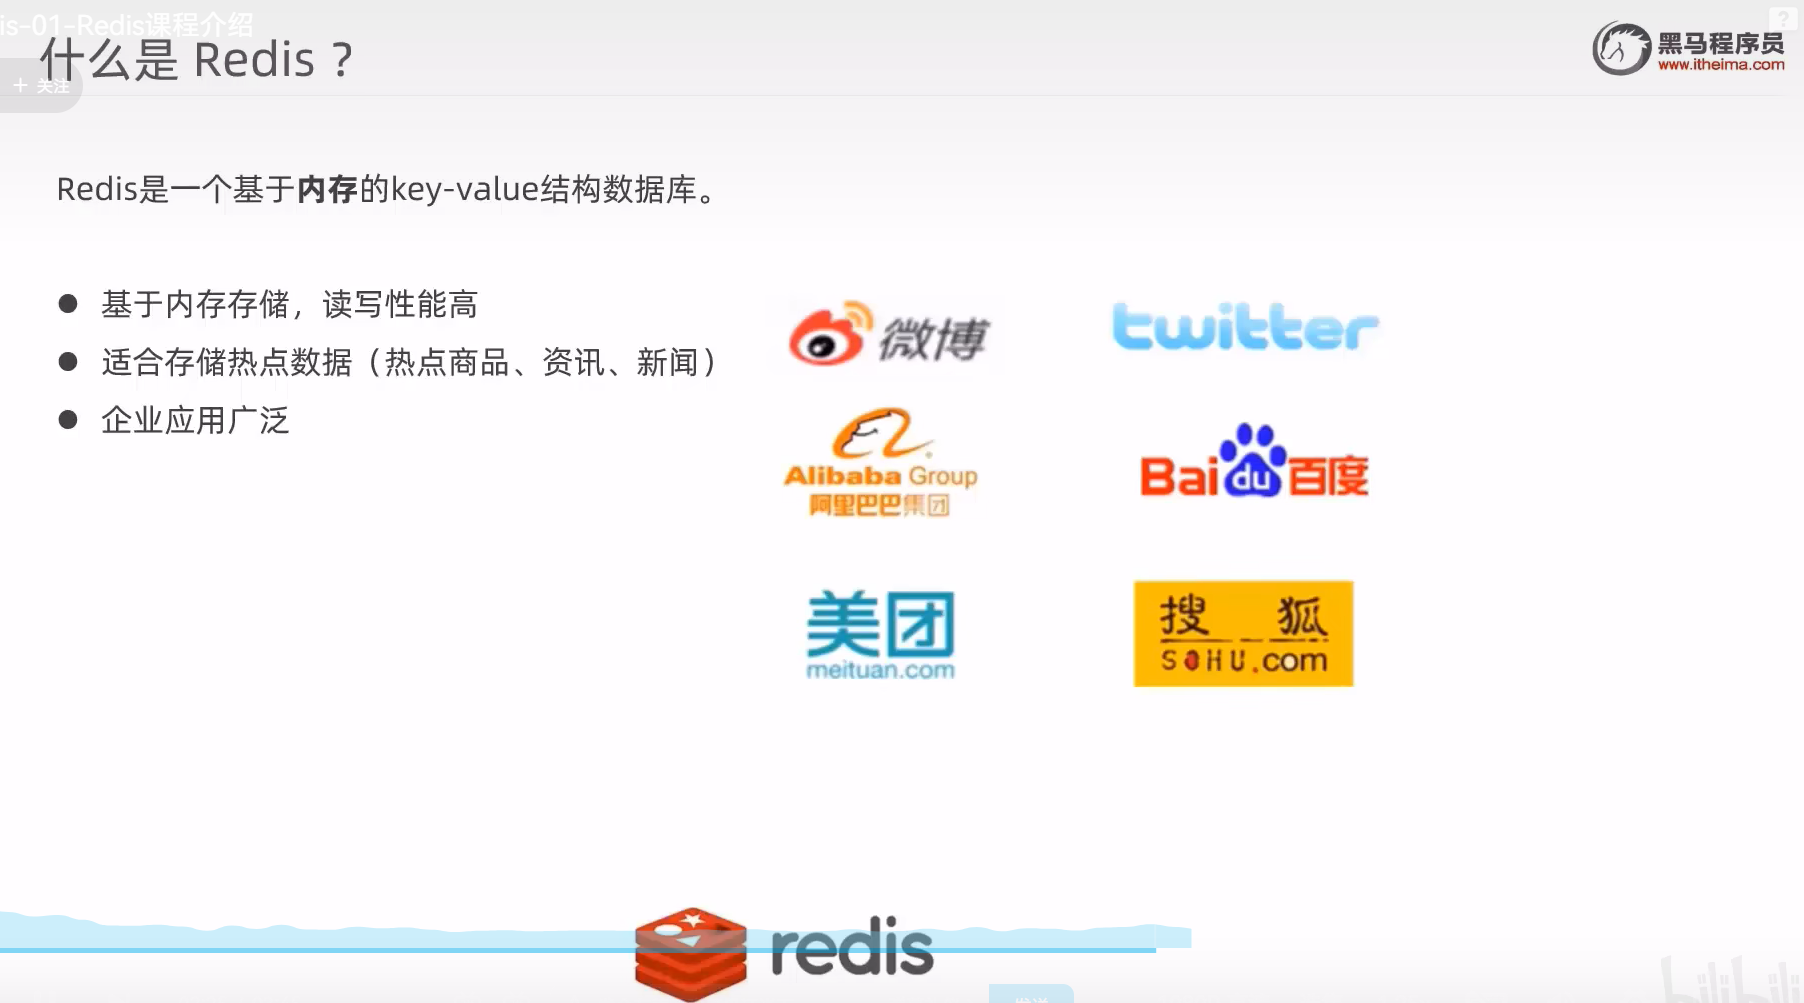 is-01-Redis课程介绍
什么是 Redis ?
+ 关注
黑马程序员
www.itheima.com
?
Redis是一个基于内存的key-value结构数据库。
基于内存存储，读写性能高
适合存储热点数据（热点商品、资讯、新闻）
企业应用广泛
微博
twitter
Alibaba Group
阿里巴巴集团
Bai du 百度
美团
meituan.com
搜 狐
SOHU.com
redis
发送
bilibili